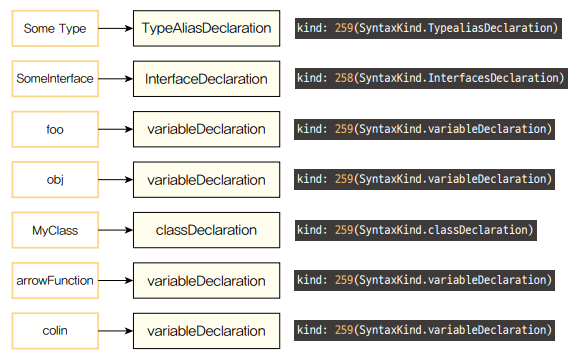 Some Type TypeAliasDeclaration kind: 259(SyntaxKind.TypealiasDeclaration)
SomeInterface InterfaceDeclaration kind: 258(SyntaxKind.InterfacesDeclaration)
foo variableDeclaration kind: 259(SyntaxKind.variableDeclaration)
obj variableDeclaration kind: 259(SyntaxKind.variableDeclaration)
MyClass classDeclaration kind: 259(SyntaxKind.classDeclaration)
arrowFunction variableDeclaration kind: 259(SyntaxKind.variableDeclaration)
colin variableDeclaration kind: 259(SyntaxKind.variableDeclaration)